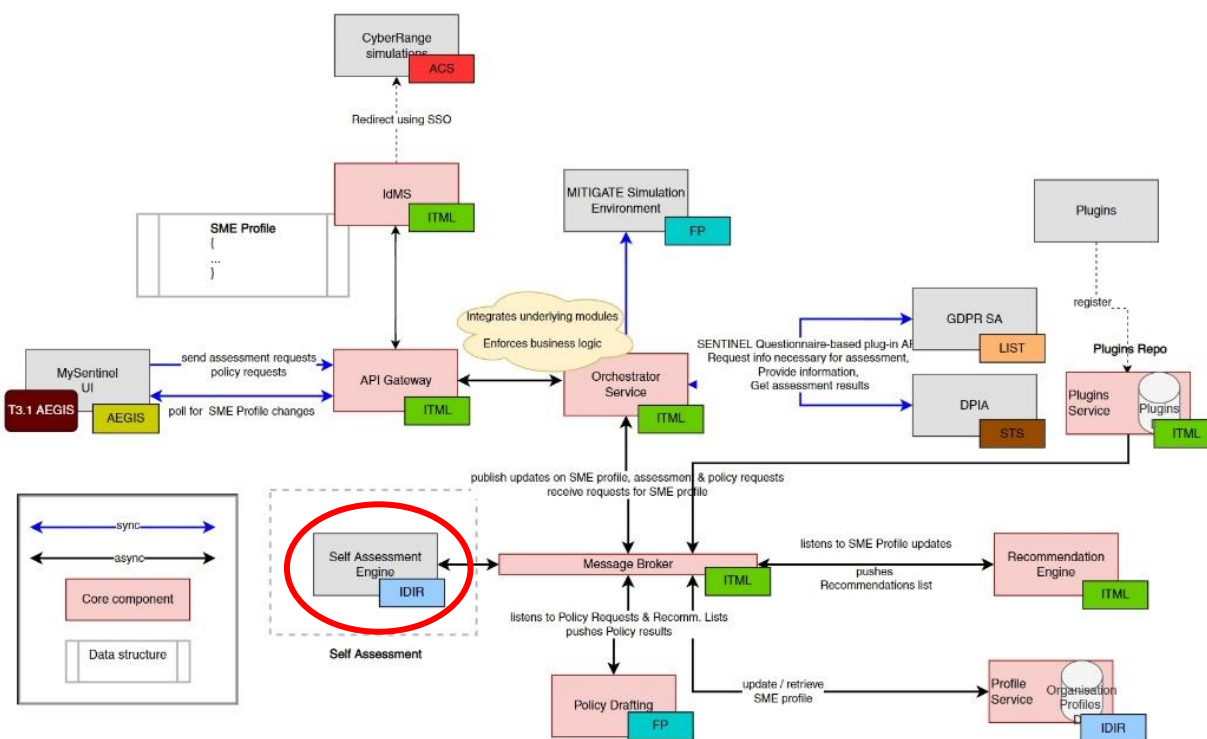 CyberRange
simulations
ACS
Redirect using SSO
IdMS
ITML
SME Profile
{
...
}
MITIGATE Simulation
Environment
FP
Plugins
register
Integrates underlying modules
Enforces business logic
GDPR SA
LIST
SENTINEL Questionnaire-based plug-in
Request info necessary for assessment,
Provide information,
Get assessment results
DPIA
STS
Plugins Repo
Plugins
Service
Plugins
ITML
MySentinel
UI
T3.1 AEGIS
AEGIS
send assessment requests
policy requests
poll for SME Profile changes
API Gateway
ITML
Orchestrator
Service
ITML
publish updates on SME profile, assessment & policy requests
receive requests for SME profile
sync
async
Core component
Data structure
Self Assessment
Engine
IDIR
Self Assessment
Message Broker
ITML
listens to SME Profile updates
pushes
Recommendations list
Recommendation
Engine
ITML
listens to Policy Requests & Recomm. Lists
pushes Policy results
Policy Drafting
FP
update / retrieve
SME profile
Profile
Service
Organisation
Profiles
IDIR